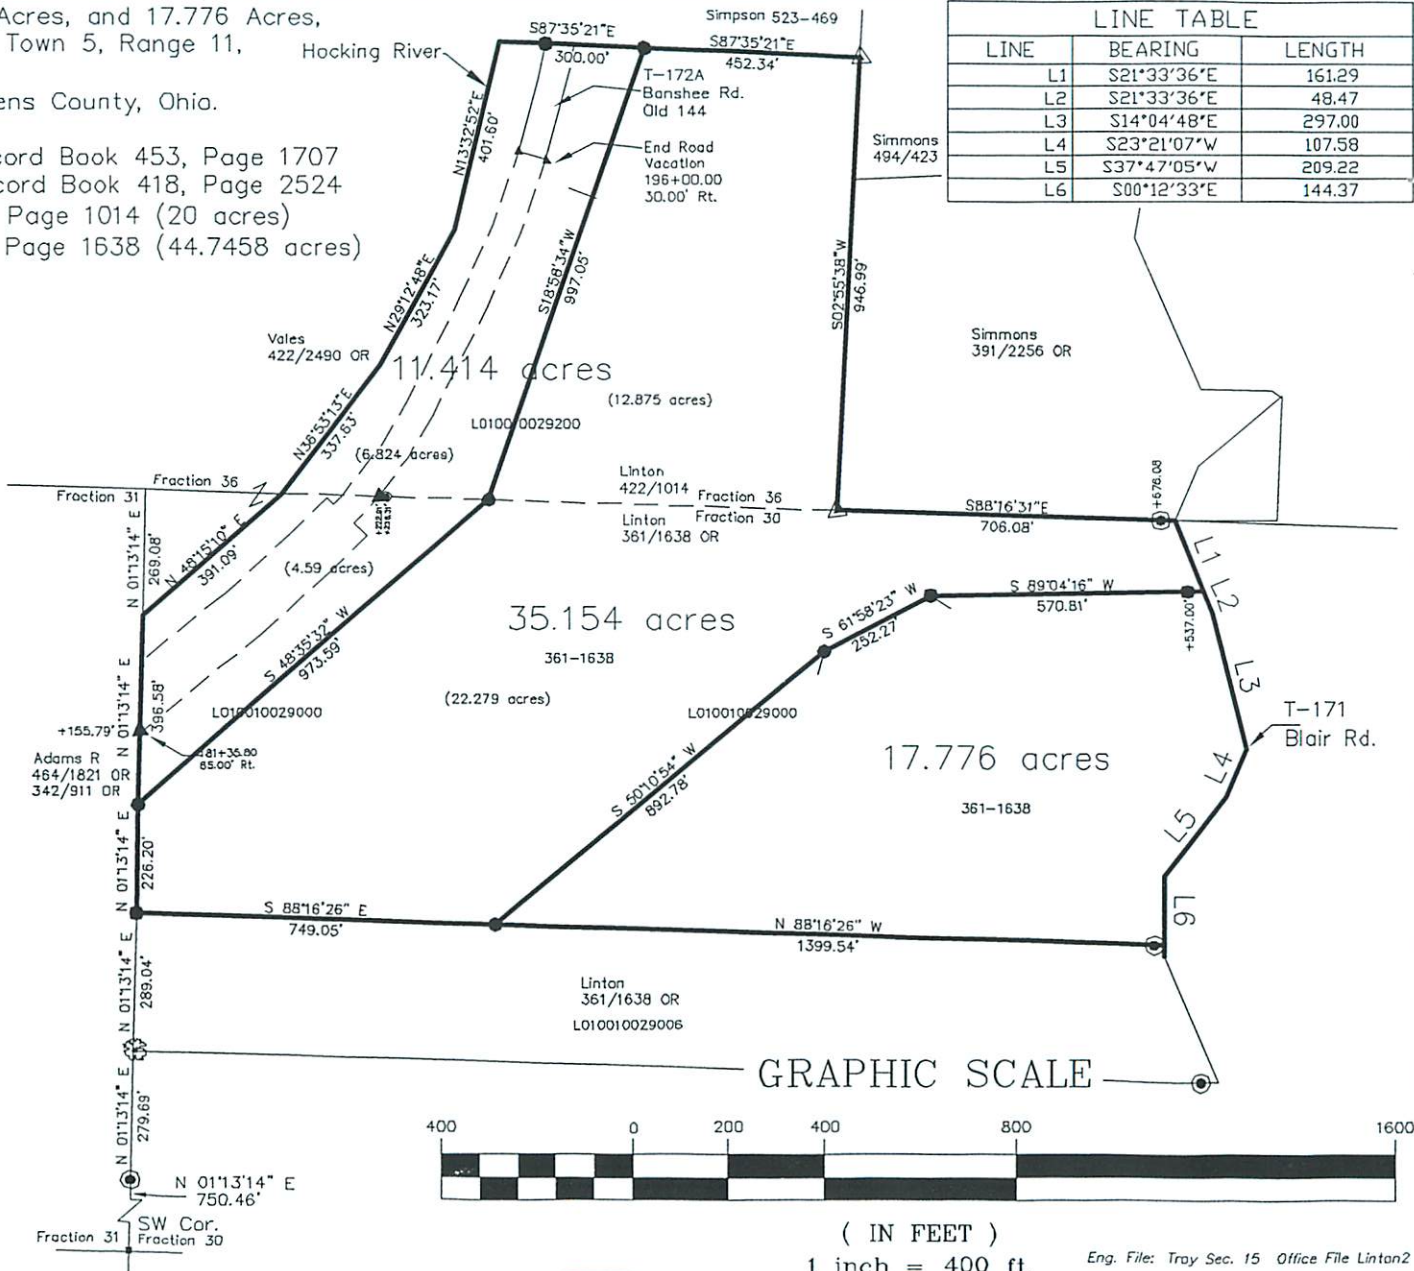 Acres, and 17.776 Acres,
Town 5, Range 11,
ens County, Ohio.
cord Book 453, Page 1707
cord Book 418, Page 2524
Page 1014 (20 acres)
Page 1638 (44.7458 acres)
Hocking River
S87°35'21"E
300.00'
Simpson 523-469
S87°35'21"E
452.34'
LINE TABLE
LINE BEARING LENGTH
L1 S21°33'36"E 161.29
L2 S21°33'36"E 48.47
L3 S14°04'48"E 297.00
L4 S23°21'07"W 107.58
L5 S37°47'05"W 209.22
L6 S00°12'33"E 144.37
T-172A
Banshee Rd.
Old 144
End Road
Vacation
196+00.00
30.00' Rt.
Simmons
494/423
N13°32'52"E
401.60'
S18°58'34"W
997.05'
S02°55'38"W
946.99'
N29°12'48"E
323.17'
Vales
422/2490 OR
Simmons
391/2256 OR
11.414 acres
(12.875 acres)
L010010029200
N36°53'13"E
337.63'
(6.824 acres)
Fraction 36
Fraction 31
Linton
422/1014
Fraction 36
Linton
361/1638 OR
Fraction 30
S88°16'31"E
706.08'
+676.08
N 01°13'14" E
269.08'
N 48°15'10" E
391.09'
(4.59 acres)
L1
L2
S 89°04'16" W
570.81'
+537.00'
35.154 acres
361-1638
(22.279 acres)
S 61°58'23" W
252.27'
S 48°35'32" W
973.59'
L3
N 01°13'14" E
396.58'
N 01°13'14" E
+155.79'
L010010029000
L010010029000
181+35.80
65.00' Rt.
T-171
Blair Rd.
Adams R
464/1821 OR
342/911 OR
S 50°10'54" W
892.78'
17.776 acres
361-1638
L4
L5
N 01°13'14" E
226.20'
L6
S 88°16'26" E
749.05'
N 88°16'26" W
1399.54'
N 01°13'14" E
289.04'
Linton
361/1638 OR
L010010029006
GRAPHIC SCALE
N 01°13'14" E
279.69'
400 0 200 400 800 1600
N 01°13'14" E
750.46'
SW Cor.
Fraction 31
Fraction 30
( IN FEET )
1 inch = 400 ft
Eng. File: Troy Sec. 15 Office File Linton2